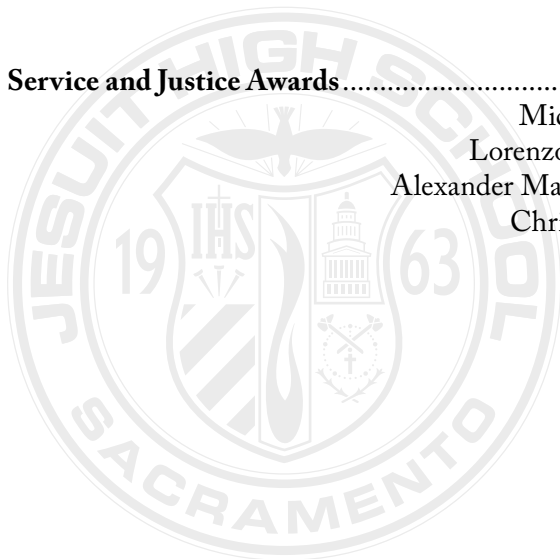 JESUIT HIGH SCHOOL
Service and Justice Awards..............................
Lorenzo
Alexander
IHS
19 63
SACRAMENTO